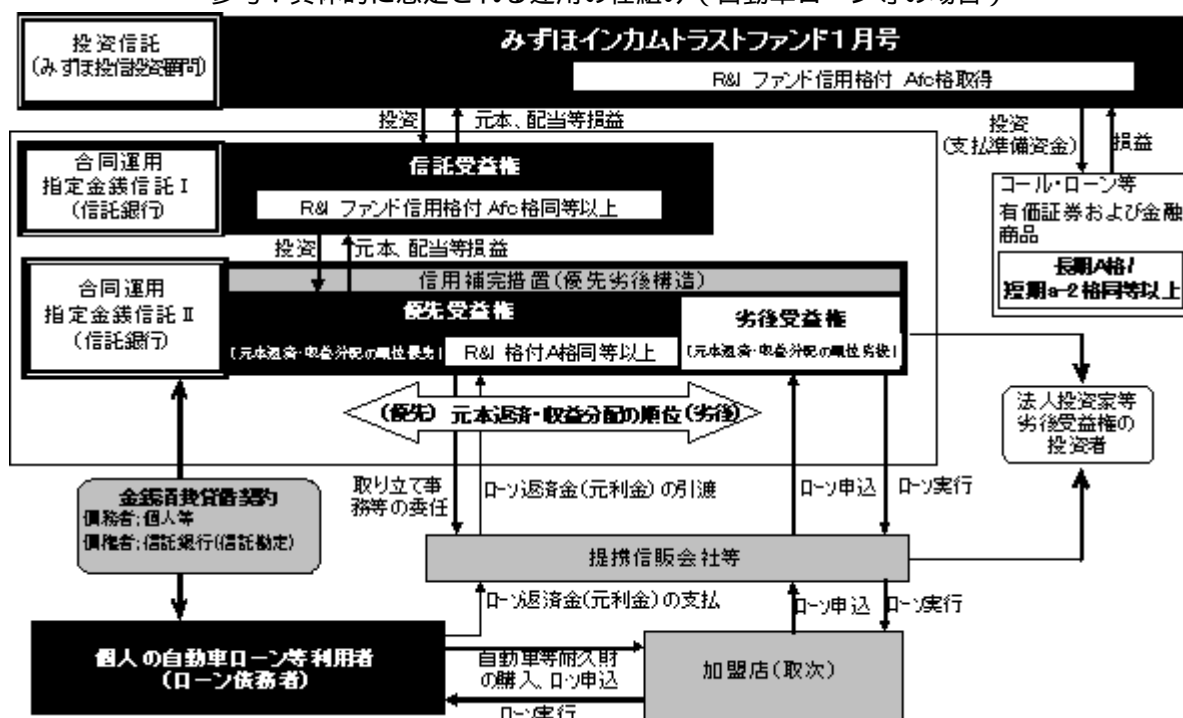 参考：具体的に想定される運用の仕組み（自動車ローン等の場合）
投資信託
(みずほ投信投資顧問)
みずほインカムトラストファンド1月号
R&I ファンド信用格付 Afc格取得
投資
元本、配当等損益
投資
(支払準備資金)
損益
合同運用
指定金銭信託Ⅰ
(信託銀行)
信託受益権
R&I ファンド信用格付 Afc格同等以上
コール・ローン等
有価証券および金融
商品
長期A格/
短期a-2格同等以上
投資
元本、配当等損益
合同運用
指定金銭信託Ⅱ
(信託銀行)
信用補完措置(優先劣後構造)
優先受益権
[元本返済・収益分配の順位優先]
R&I 格付A格同等以上
劣後受益権
[元本返済・収益分配の順位劣後]
(優先) 元本返済・収益分配の順位 (劣後)
法人投資家等
劣後受益権の
投資者
金銭消費貸借契約
債務者;個人等
債権者;信託銀行(信託勘定)
取り立て事
務等の委任
ローン返済金(元利金)の引渡
ローン申込
ローン実行
提携信販会社等
ローン返済金(元利金)の支払
ローン申込
ローン実行
個人の自動車ローン等利用者
(ローン債務者)
自動車等耐久財
の購入、ローン申込
ローン実行
加盟店(取次)